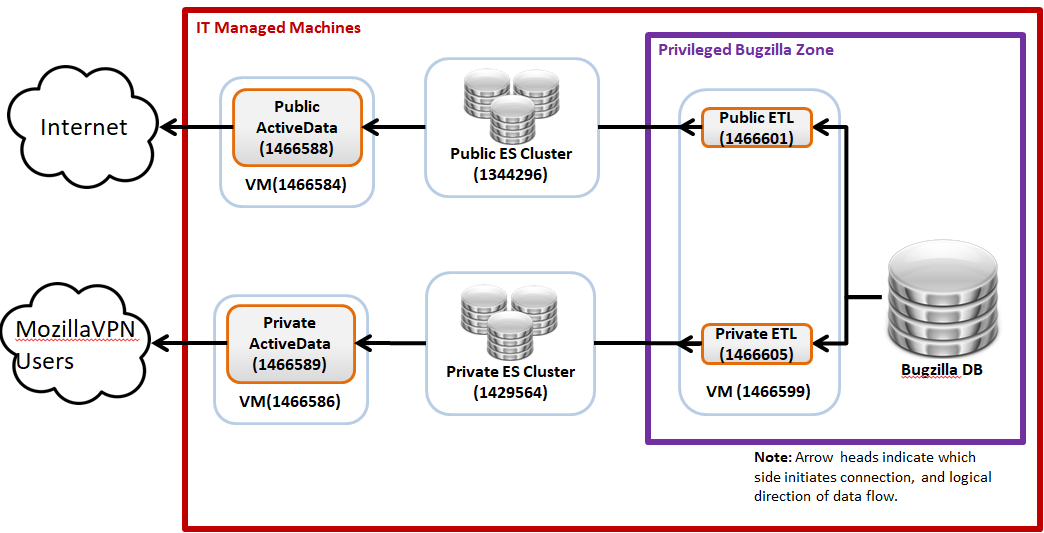 IT Managed Machines
Privileged Bugzilla Zone
Internet
Public
ActiveData
(1466588)
VM(1466584)
Public ES Cluster
(1344296)
Public ETL
(1466601)
MozillaVPN
Users
Private
ActiveData
(1466589)
VM(1466586)
Private ES Cluster
(1429564)
Private ETL
(1466605)
VM (1466599)
Bugzilla DB
Note: Arrow heads indicate which
side initiates connection, and logical
direction of data flow.